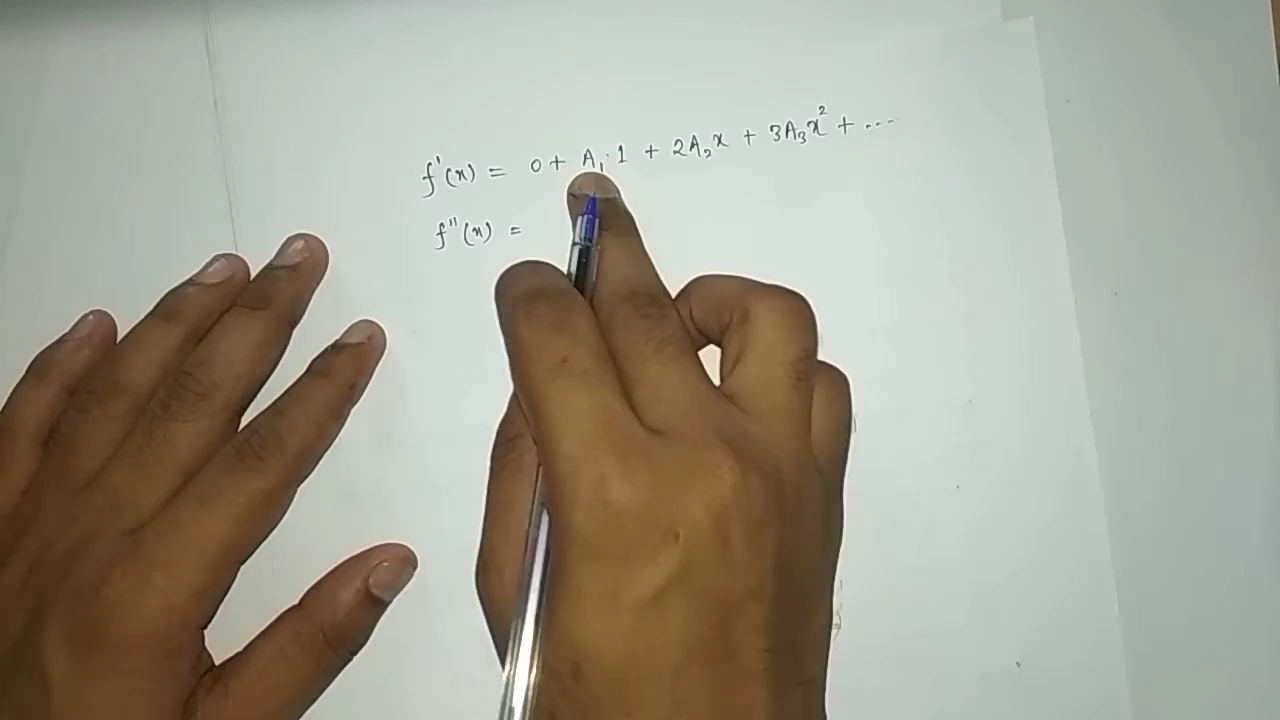 f'(x) = 0 + A₁·1 + 2A₂x + 3A₃x² + ...
f''(x) =